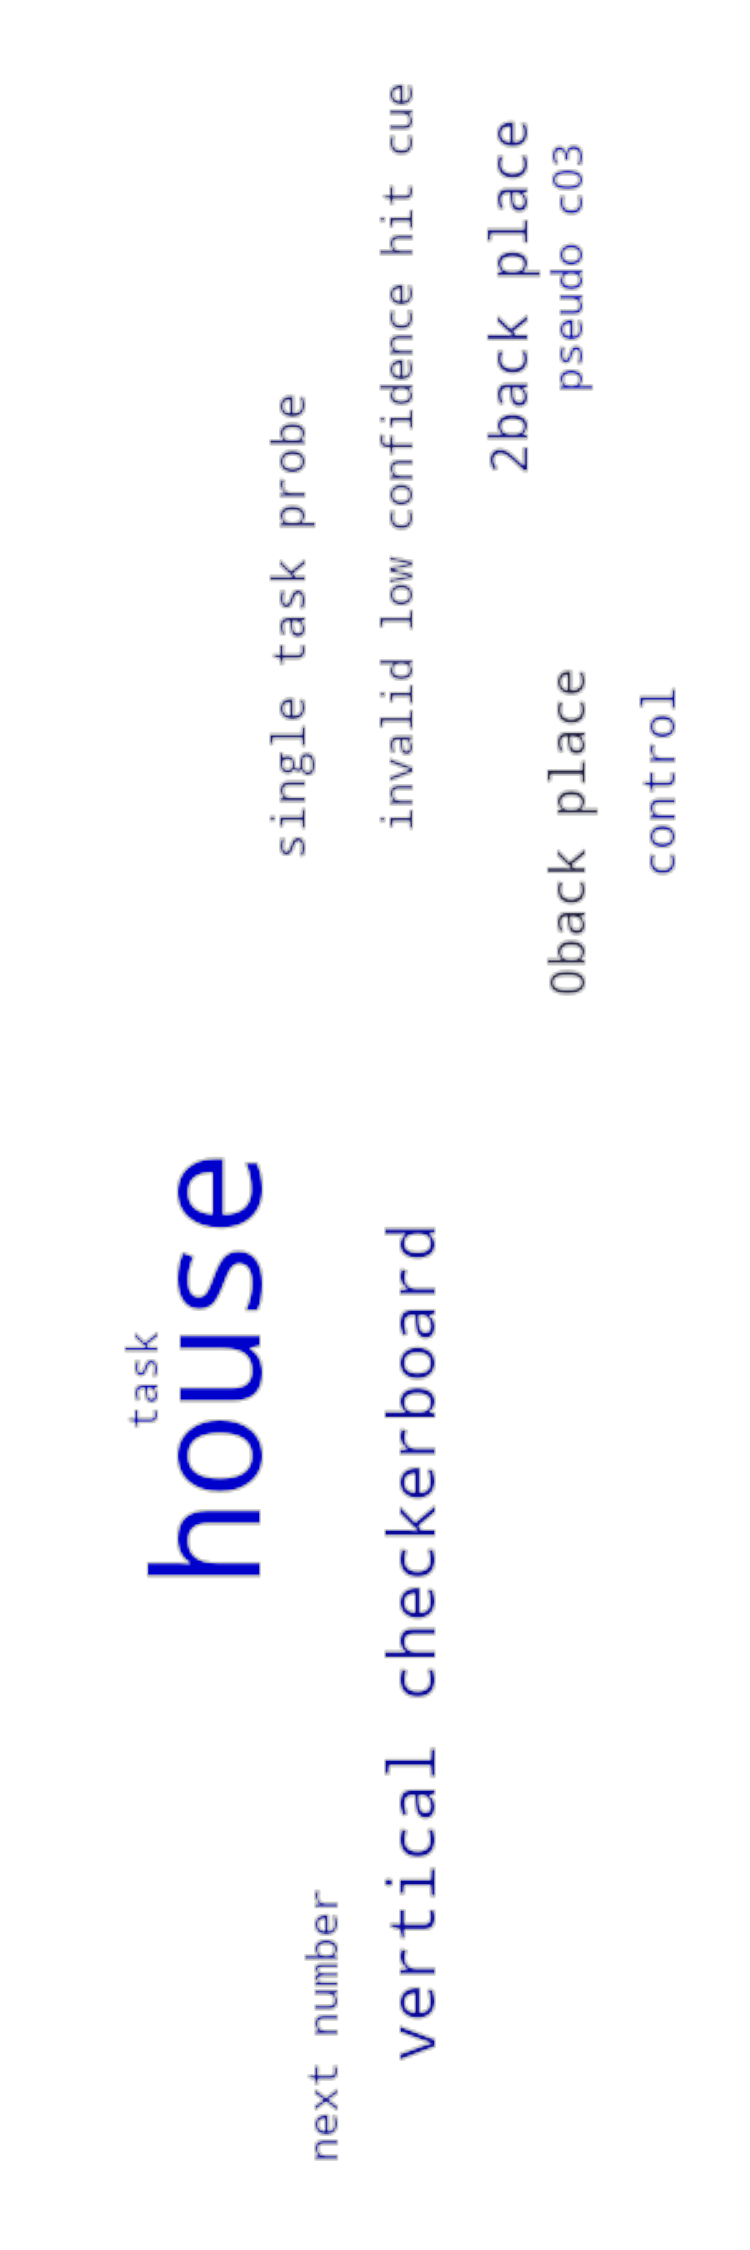 task
house
single task probe
next number
invalid low confidence hit cue
vertical checkerboard
2back place
pseudo c03
0back place
control